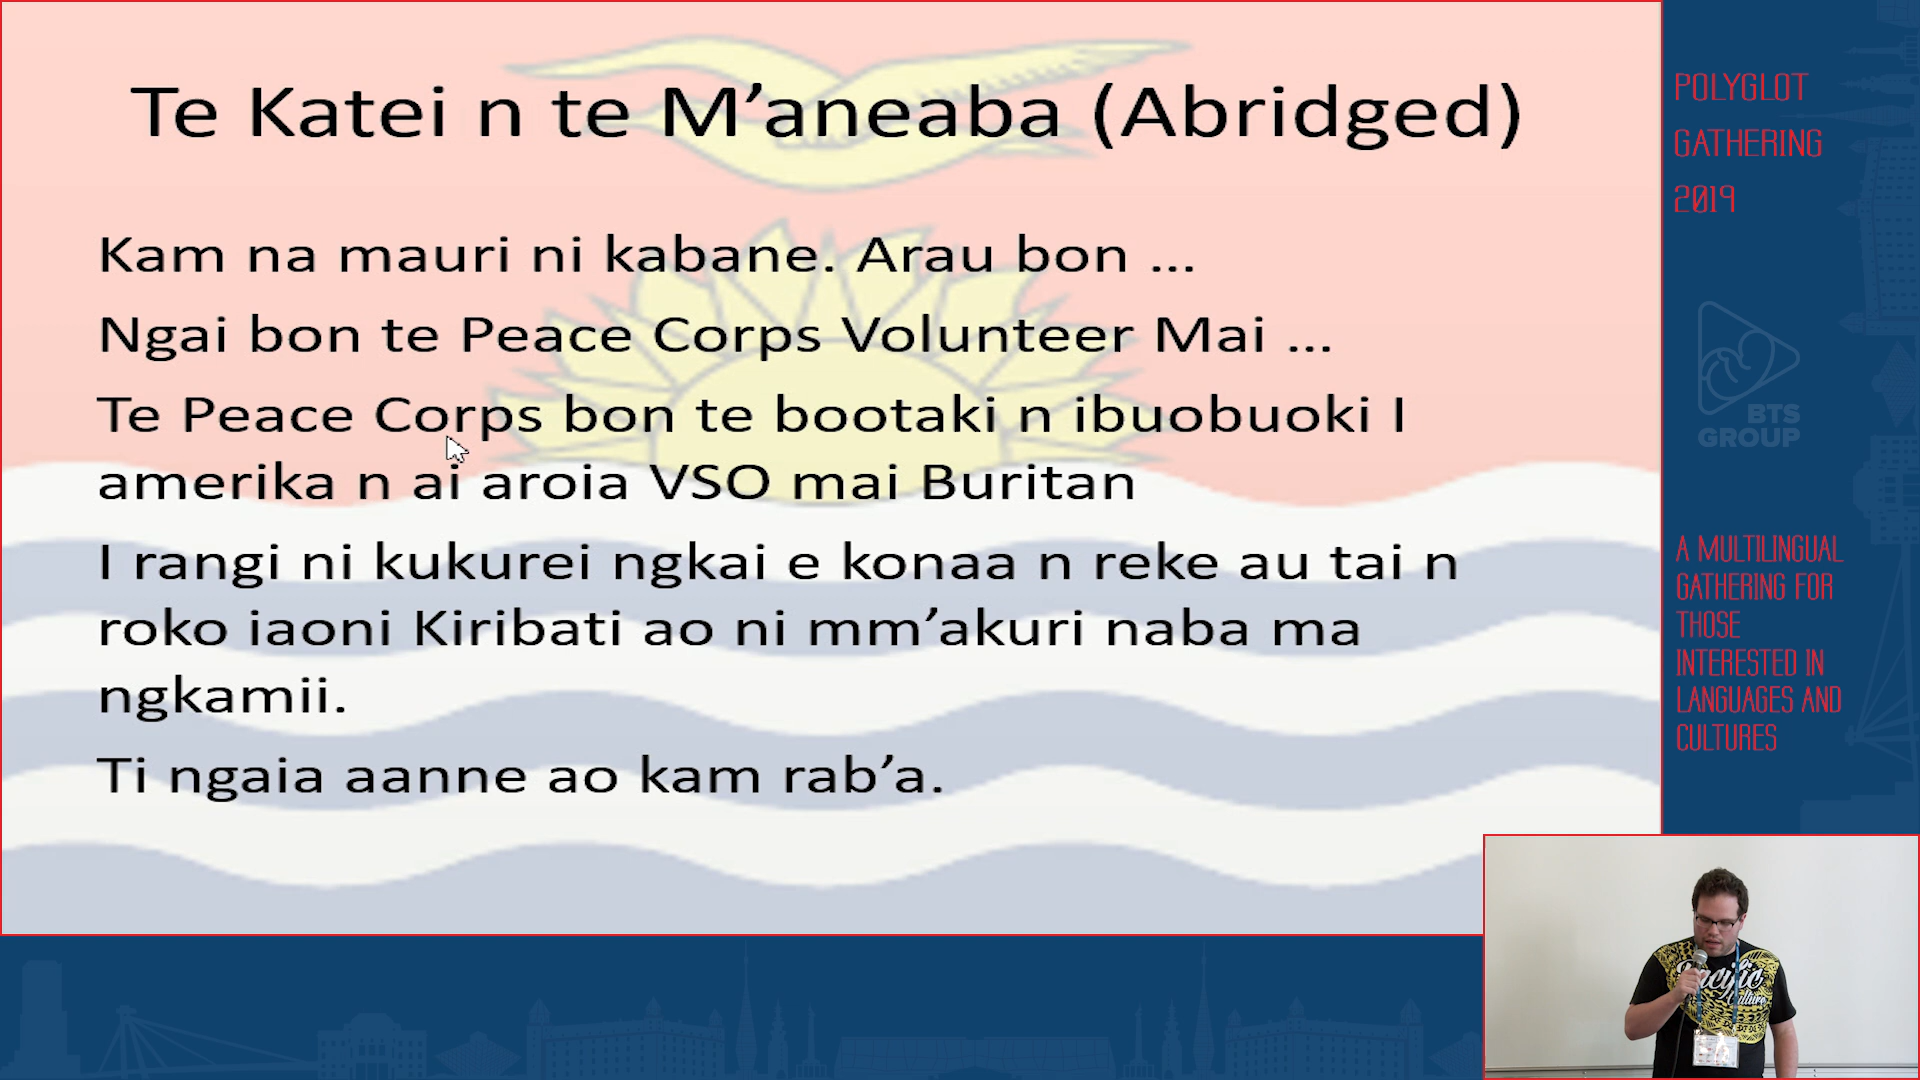 Te Katei n te M’aneaba (Abridged)
Kam na mauri ni kabane. Arau bon ...
Ngai bon te Peace Corps Volunteer Mai ...
Te Peace Corps bon te bootaki n ibuobuoki I
amerika n ai aroia VSO mai Buritan
I rangi ni kukurei ngkai e konaa n reke au tai n
roko iaoni Kiribati ao ni mm’akuri naba ma
ngkamii.
Ti ngaia aanne ao kam rab’a.
POLYGLOT
GATHERING
2019
BTS
GROUP
A MULTILINGUAL
GATHERING FOR
THOSE
INTERESTED IN
LANGUAGES AND
CULTURES
Pacific
Culture